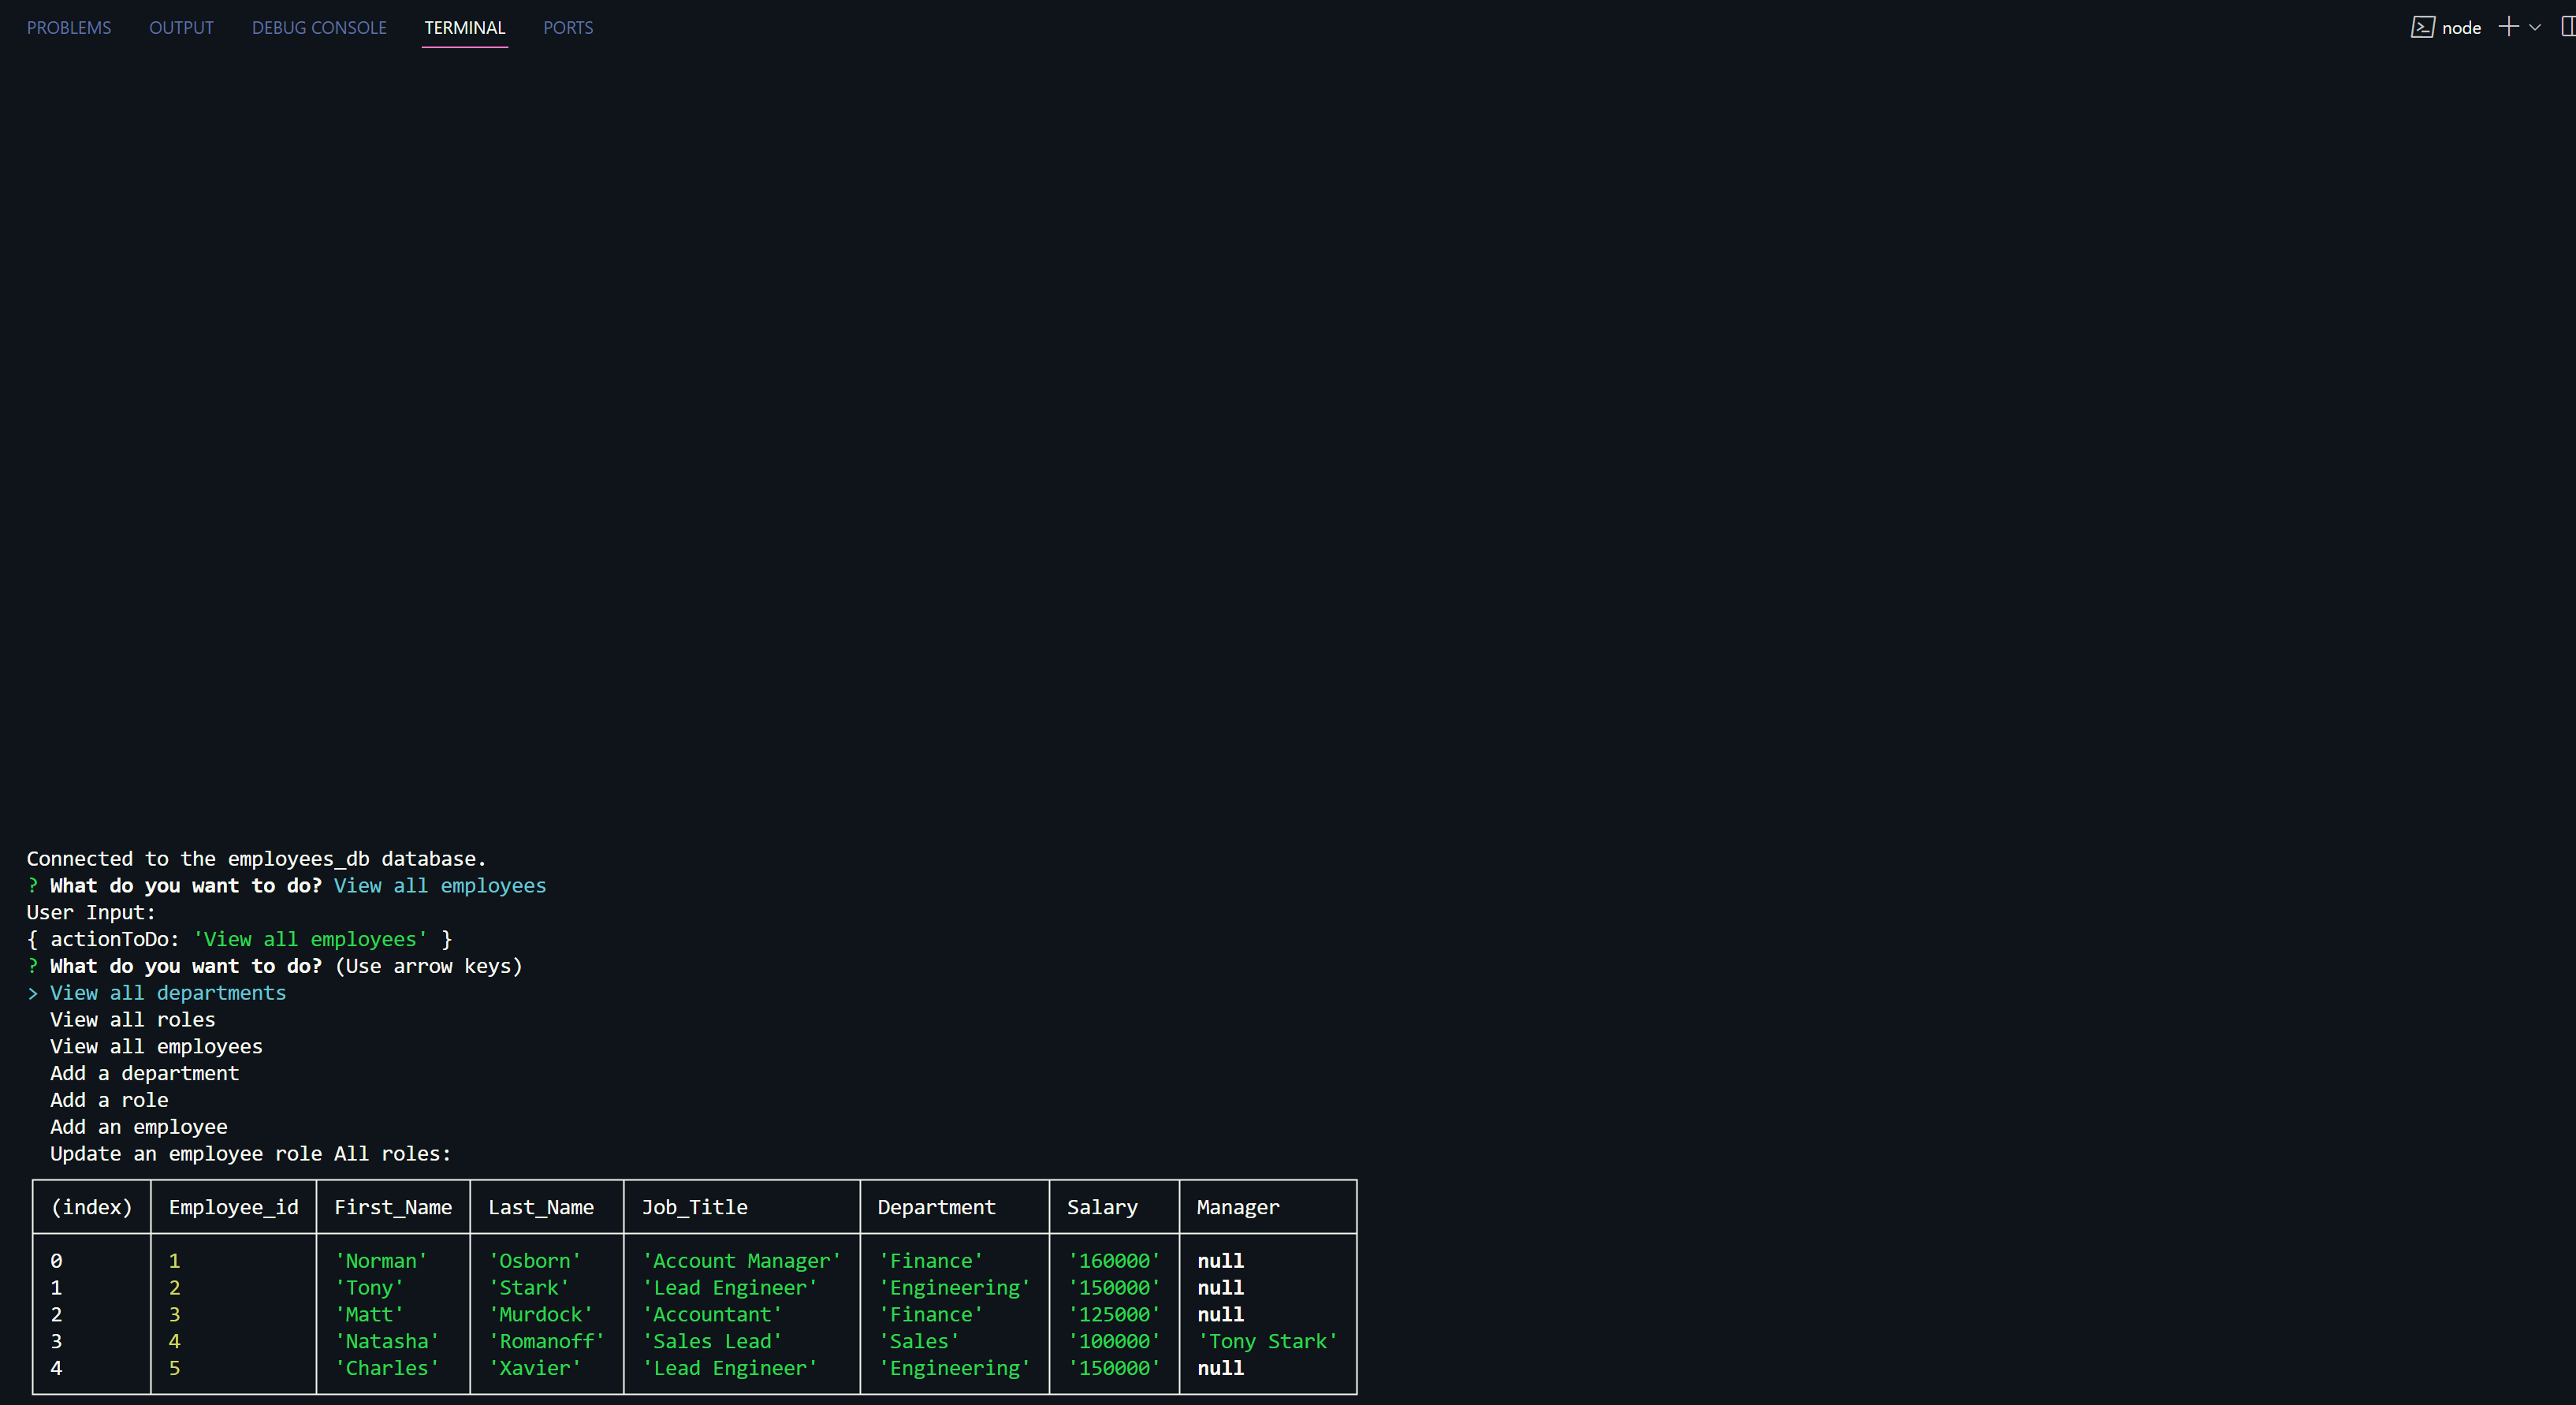 PROBLEMS OUTPUT DEBUG CONSOLE TERMINAL PORTS node
Connected to the employees_db database.
? What do you want to do? View all employees
User Input:
{ actionToDo: 'View all employees' }
? What do you want to do? (Use arrow keys)
> View all departments
View all roles
View all employees
Add a department
Add a role
Add an employee
Update an employee role All roles:
(index) Employee_id First_Name Last_Name Job_Title Department Salary Manager
0 1 'Norman' 'Osborn' 'Account Manager' 'Finance' '160000' null
1 2 'Tony' 'Stark' 'Lead Engineer' 'Engineering' '150000' null
2 3 'Matt' 'Murdock' 'Accountant' 'Finance' '125000' null
3 4 'Natasha' 'Romanoff' 'Sales Lead' 'Sales' '100000' 'Tony Stark'
4 5 'Charles' 'Xavier' 'Lead Engineer' 'Engineering' '150000' null